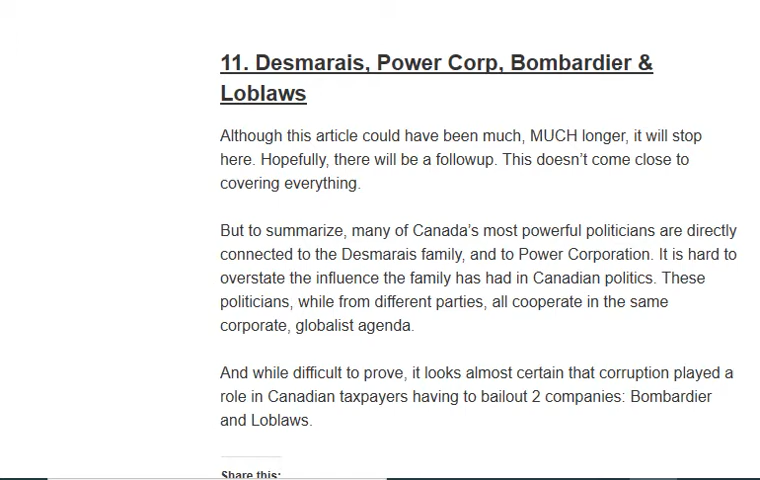 11. Desmarais, Power Corp, Bombardier &
Loblaws
Although this article could have been much, MUCH longer, it will stop
here. Hopefully, there will be a followup. This doesn’t come close to
covering everything.
But to summarize, many of Canada’s most powerful politicians are directly
connected to the Desmarais family, and to Power Corporation. It is hard to
overstate the influence the family has had in Canadian politics. These
politicians, while from different parties, all cooperate in the same
corporate, globalist agenda.
And while difficult to prove, it looks almost certain that corruption played a
role in Canadian taxpayers having to bailout 2 companies: Bombardier
and Loblaws.
Share this: